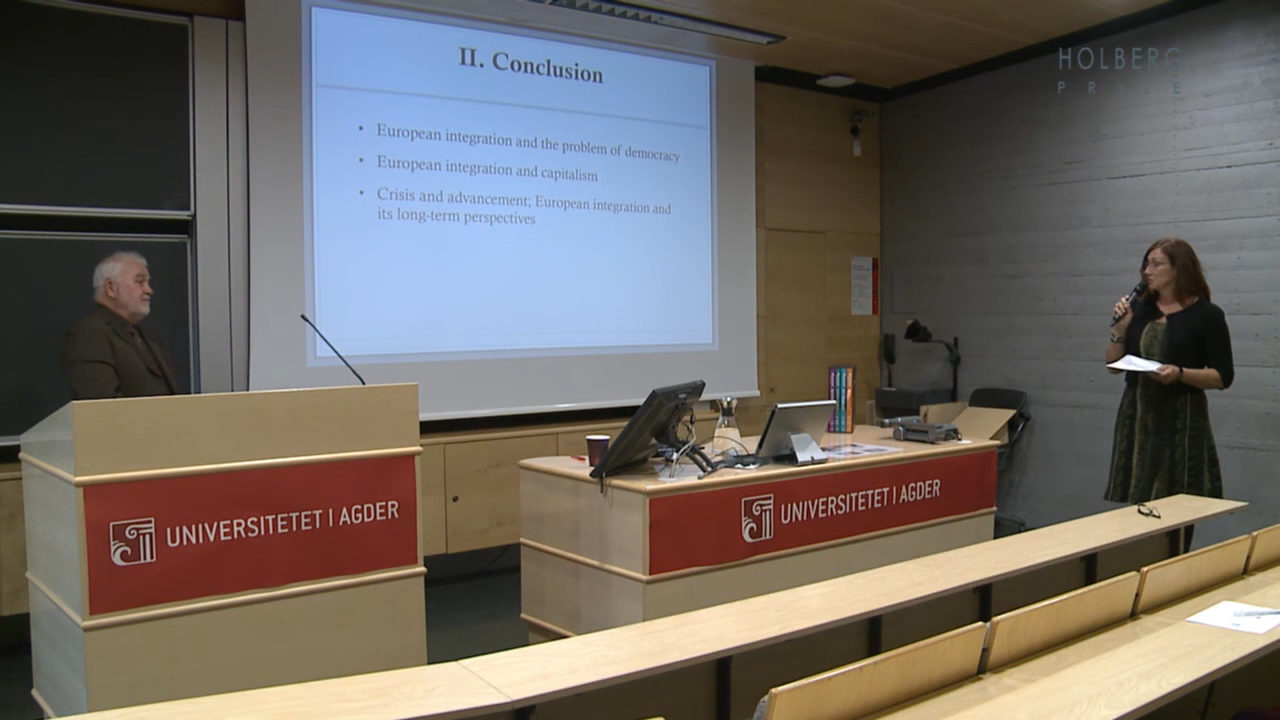 HOLBERG
PRIZE
II. Conclusion
• European integration and the problem of democracy
• European integration and capitalism
• Crisis and advancement; European integration and
its long-term perspectives
UNIVERSITETET I AGDER
UNIVERSITETET I AGDER